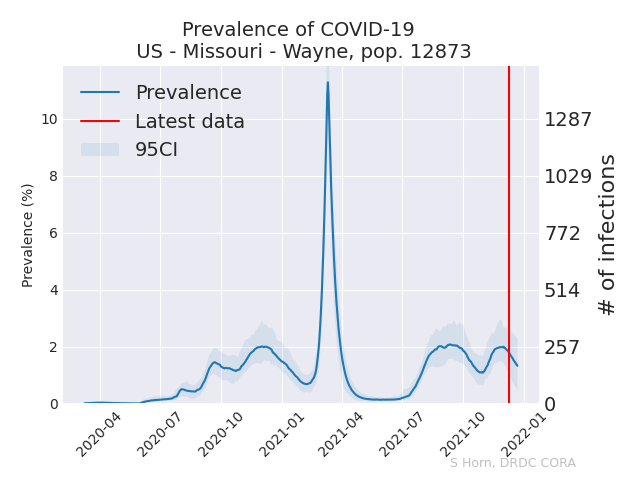 Prevalence of COVID-19
US - Missouri - Wayne, pop. 12873
Prevalence
Latest data
95CI
Prevalence (%)
10
8
6
4
2
0
1287
1029
772
514
257
0
# of infections
2020-04
2020-07
2020-10
2021-01
2021-04
2021-07
2021-10
2022-01
S Horn, DRDC CORA